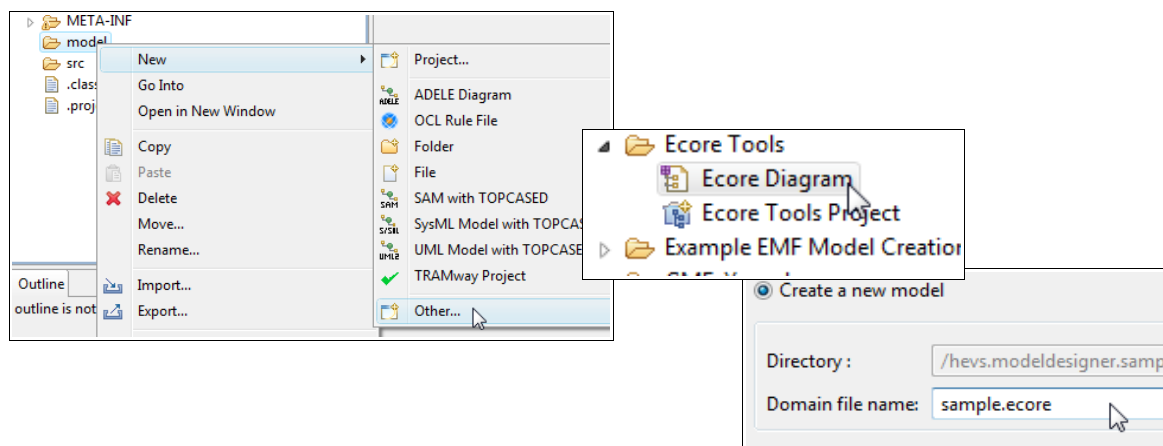 META-INF
model
src
.class
.proj
New
Go Into
Open in New Window
Copy
Paste
Delete
Move...
Rename...
Import...
Export...
Outline
outline is not
Project...
ADELE Diagram
OCL Rule File
Folder
File
SAM with TOPCASED
SysML Model with TOPCAS
UML Model with TOPCASE
TRAMway Project
Other...
ADELE
SAM
UML2
Ecore Tools
Ecore Diagram
Ecore Tools Project
Example EMF Model Creation
Create a new model
Directory :
/hevs.modeldesigner.samp
Domain file name:
sample.ecore